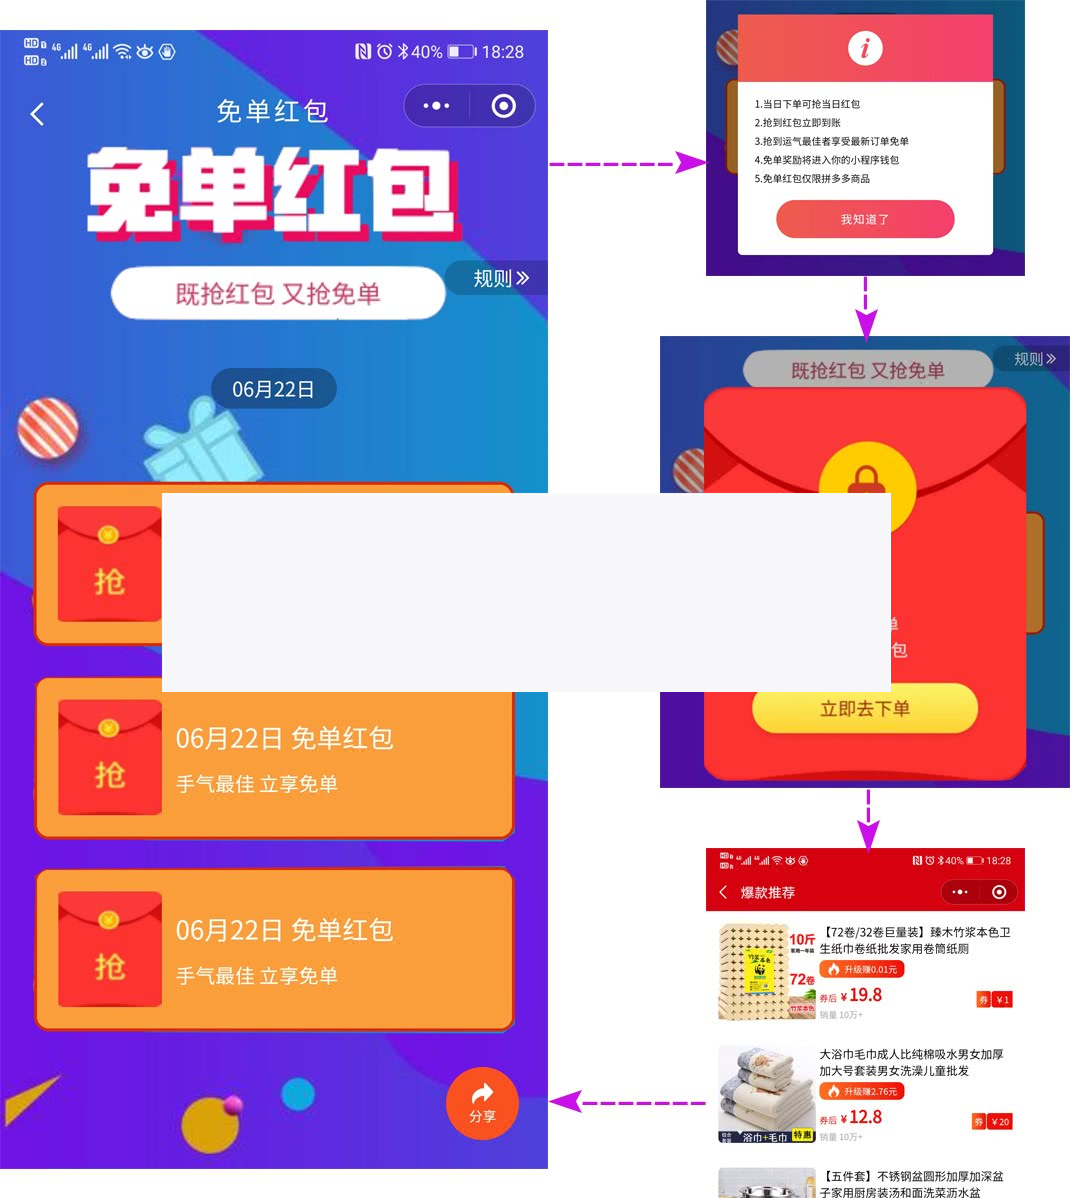 HD 1 4G 4G 40% 18:28
HD 2
免单红包
免单红包
既抢红包 又抢免单
规则
06月22日
抢
06月22日 免单红包
手气最佳 立享免单
抢
06月22日 免单红包
手气最佳 立享免单
抢
分享
1.当日下单可抢当日红包
2.抢到红包立即到账
3.抢到运气最佳者享受最新订单免单
4.免单奖励将进入你的小程序钱包
5.免单红包仅限拼多多商品
我知道了
既抢红包 又抢免单
规则
单
包
立即去下单
4G 4G 40% 18:28
爆款推荐
【72卷/32卷巨量装】臻木竹浆本色卫
生纸巾卷纸批发家用卷筒纸厕
升级赚0.01元
券后 ¥19.8
券 ¥1
销量 10万+
10斤
72卷
竹浆本色
大浴巾毛巾成人比纯棉吸水男女加厚
加大号套装男女洗澡儿童批发
升级赚2.76元
券后 ¥12.8
券 ¥20
销量 10万+
浴巾+毛巾 特惠
【五件套】不锈钢盆圆形加厚加深盆
子家用厨房装汤和面洗菜沥水盆